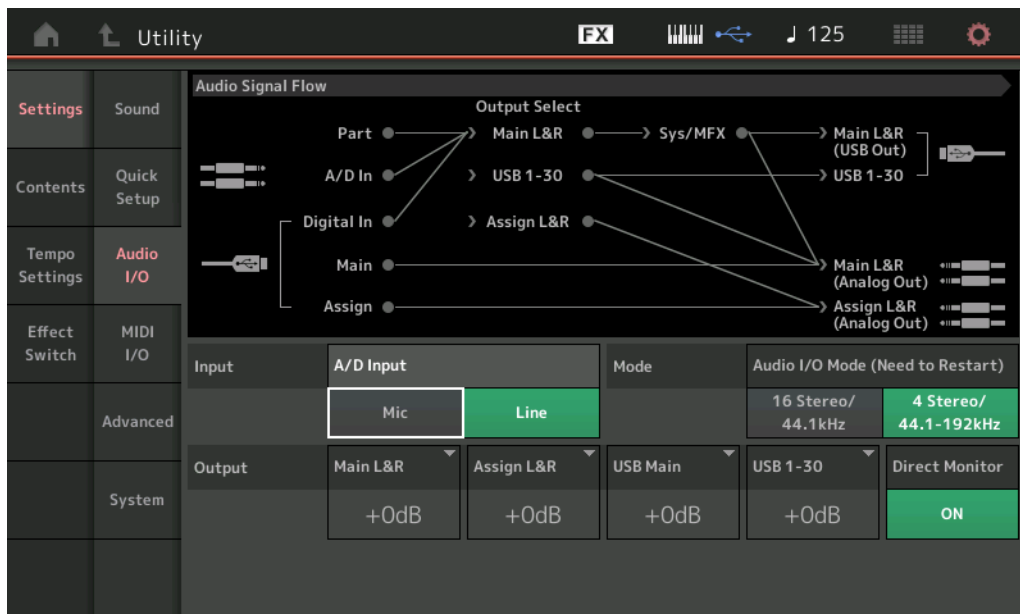 Utility
FX
♩ 125
Settings
Sound
Contents
Quick
Setup
Tempo
Settings
Audio
I/O
Effect
Switch
MIDI
I/O
Advanced
System
Audio Signal Flow
Output Select
Part
Main L&R
Sys/MFX
Main L&R
(USB Out)
A/D In
USB 1-30
USB 1-30
Digital In
Assign L&R
Main
Main L&R
(Analog Out)
Assign
Assign L&R
(Analog Out)
Input
A/D Input
Mic
Line
Mode
Audio I/O Mode (Need to Restart)
16 Stereo/
44.1kHz
4 Stereo/
44.1-192kHz
Output
Main L&R
+0dB
Assign L&R
+0dB
USB Main
+0dB
USB 1-30
+0dB
Direct Monitor
ON